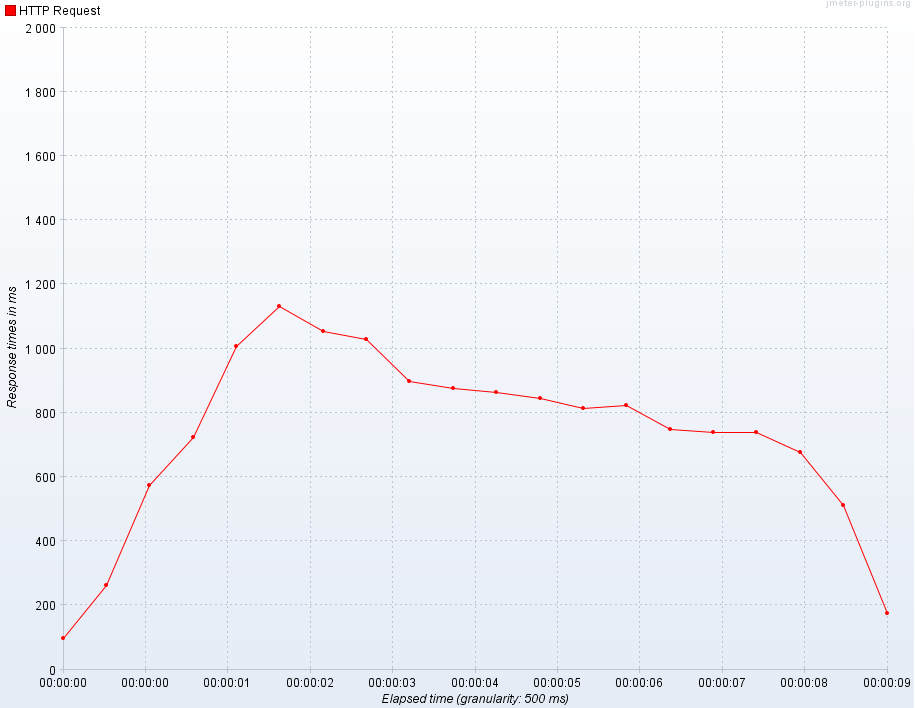 jmeter-plugins.org
HTTP Request
2 000
1 800
1 600
1 400
1 200
1 000
800
600
400
200
0
Response times in ms
00:00:00 00:00:00 00:00:01 00:00:02 00:00:03 00:00:04 00:00:05 00:00:06 00:00:07 00:00:08 00:00:09
Elapsed time (granularity: 500 ms)